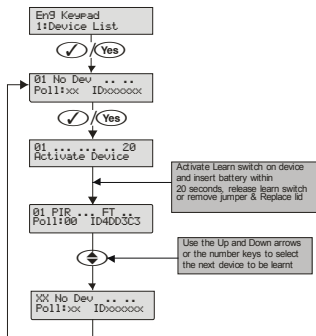 Eng Keypad
1:Device List
✓ / Yes
01 No Dev .. ..
Poll:xx IDxxxxxx
✓ / Yes
01 ... ... .. 20
Activate Device
Activate Learn switch on device
and insert battery within
20 seconds, release learn switch
or remove jumper & Replace lid
01 PIR ... FT ..
Poll:00 ID4DD3C3
Use the Up and Down arrows
or the number keys to select
the next device to be learnt
XX No Dev .. ..
Poll:xx IDxxxxxx